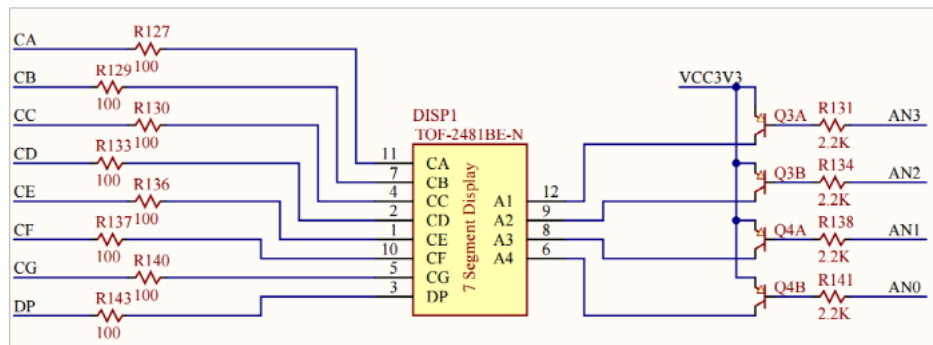 CA
R127
100
CB
R129
100
CC
R130
100
CD
R133
100
CE
R136
100
CF
R137
100
CG
R140
100
DP
R143
100
DISP1
TOF-2481BE-N
7 Segment Display
11 CA
7 CB
4 CC
2 CD
1 CE
10 CF
5 CG
3 DP
A1 12
A2 9
A3 8
A4 6
VCC3V3
Q3A R131 AN3
2.2K
Q3B R134 AN2
2.2K
Q4A R138 AN1
2.2K
Q4B R141 AN0
2.2K